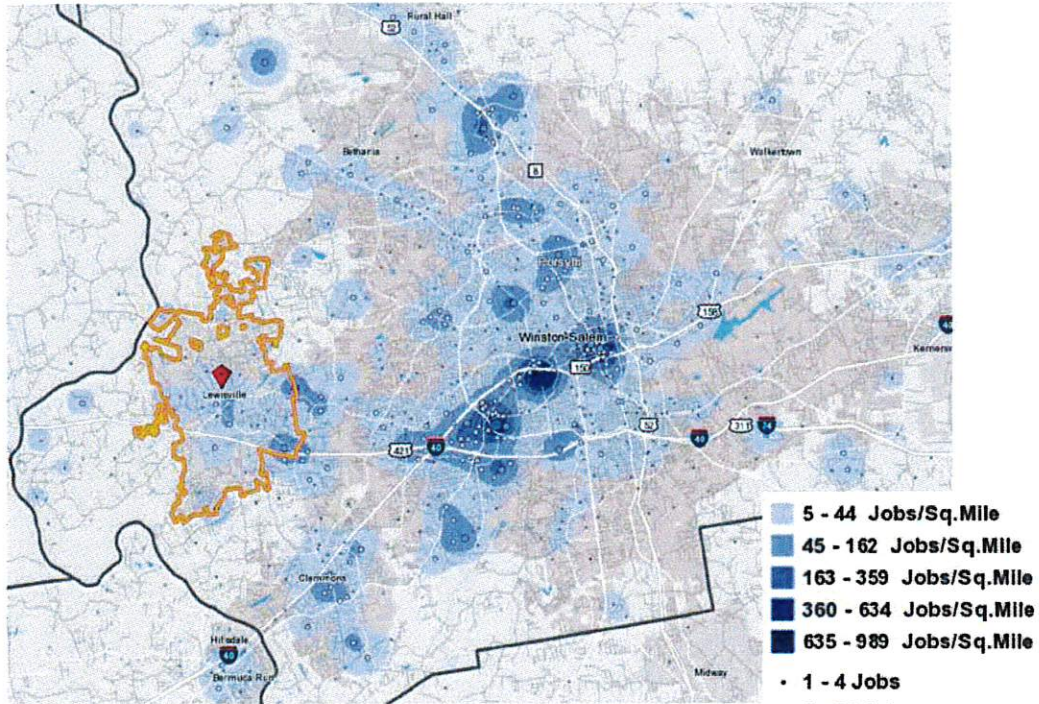 Rural Hall
52
Bethania
8
Walkertown
Forsyth
158
Winston-Salem
150
Lewisville
421
40
52
40
311
Clemmons
Hillsdale
40
Bermuda Run
Midway
5 - 44 Jobs/Sq.Mile
45 - 162 Jobs/Sq.Mile
163 - 359 Jobs/Sq.Mile
360 - 634 Jobs/Sq.Mile
635 - 989 Jobs/Sq.Mile
1 - 4 Jobs